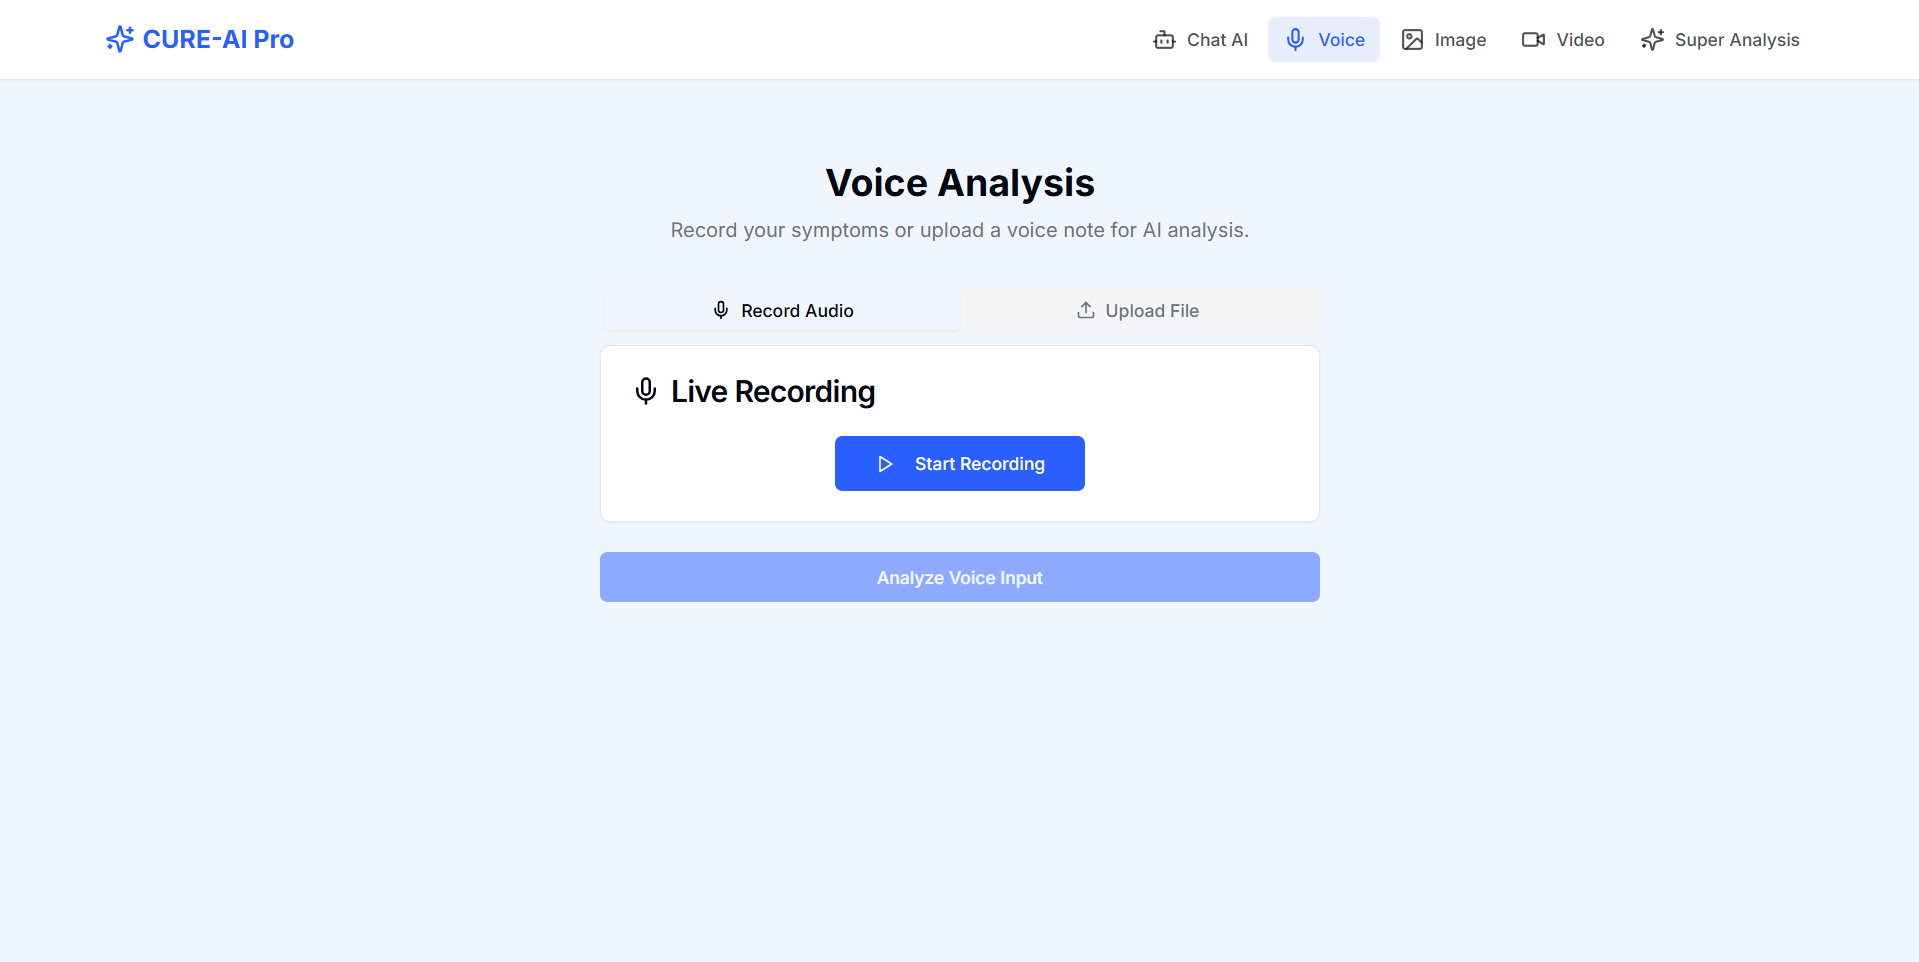 CURE-AI Pro
Chat AI
Voice
Image
Video
Super Analysis
Voice Analysis
Record your symptoms or upload a voice note for AI analysis.
Record Audio
Upload File
Live Recording
Start Recording
Analyze Voice Input